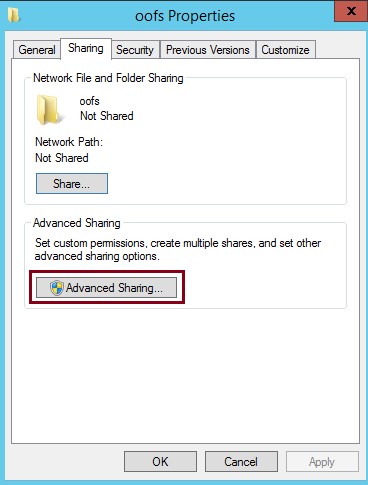 oofs Properties
X
General
Sharing
Security
Previous Versions
Customize
Network File and Folder Sharing
oofs
Not Shared
Network Path:
Not Shared
Share...
Advanced Sharing
Set custom permissions, create multiple shares, and set other
advanced sharing options.
Advanced Sharing...
OK
Cancel
Apply